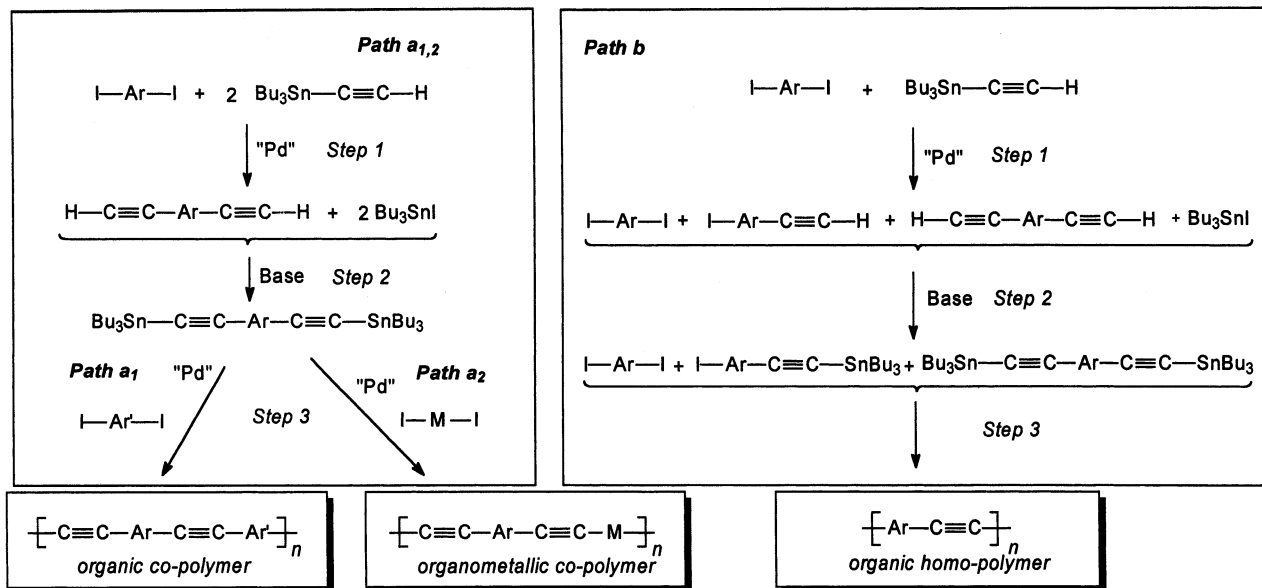 Path a1,2
I—Ar—I + 2 Bu3Sn—C≡C—H
"Pd" Step 1
H—C≡C—Ar—C≡C—H + 2 Bu3SnI
Base Step 2
Bu3Sn—C≡C—Ar—C≡C—SnBu3
Path a1 "Pd" "Pd" Path a2
I—Ar'—I Step 3 I—M—I
[C≡C—Ar—C≡C—Ar']n
organic co-polymer
[C≡C—Ar—C≡C—M]n
organometallic co-polymer
Path b
I—Ar—I + Bu3Sn—C≡C—H
"Pd" Step 1
I—Ar—I + I—Ar—C≡C—H + H—C≡C—Ar—C≡C—H + Bu3SnI
Base Step 2
I—Ar—I + I—Ar—C≡C—SnBu3 + Bu3Sn—C≡C—Ar—C≡C—SnBu3
Step 3
[Ar—C≡C]n
organic homo-polymer